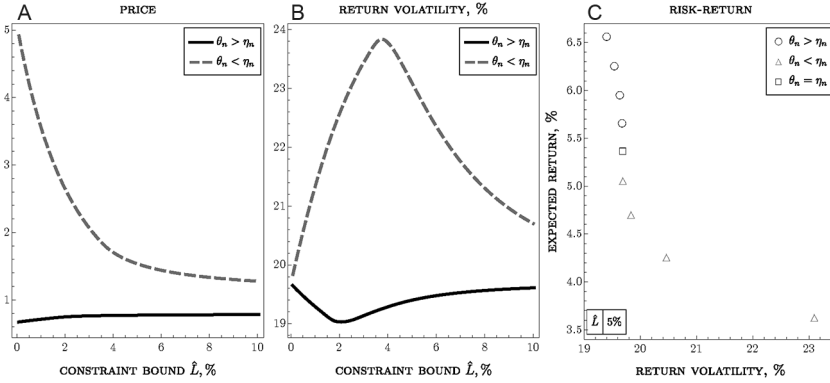 A
PRICE
θn > ηn
θn < ηn
5
4
3
2
1
0
2
4
6
8
10
CONSTRAINT BOUND L̂, %
B
RETURN VOLATILITY, %
θn > ηn
θn < ηn
24
23
22
21
20
19
0
2
4
6
8
10
CONSTRAINT BOUND L̂, %
C
RISK-RETURN
θn > ηn
θn < ηn
θn = ηn
EXPECTED RETURN, %
6.5
6.0
5.5
5.0
4.5
4.0
3.5
L̂ 5%
19
20
21
22
23
RETURN VOLATILITY, %